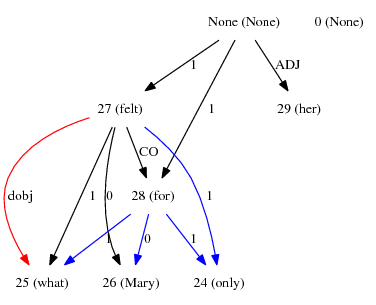 None (None) 0 (None)
1 ADJ
27 (felt) 1 29 (her)
CO
dobj 1 0 28 (for) 1
1 0 1
25 (what) 26 (Mary) 24 (only)